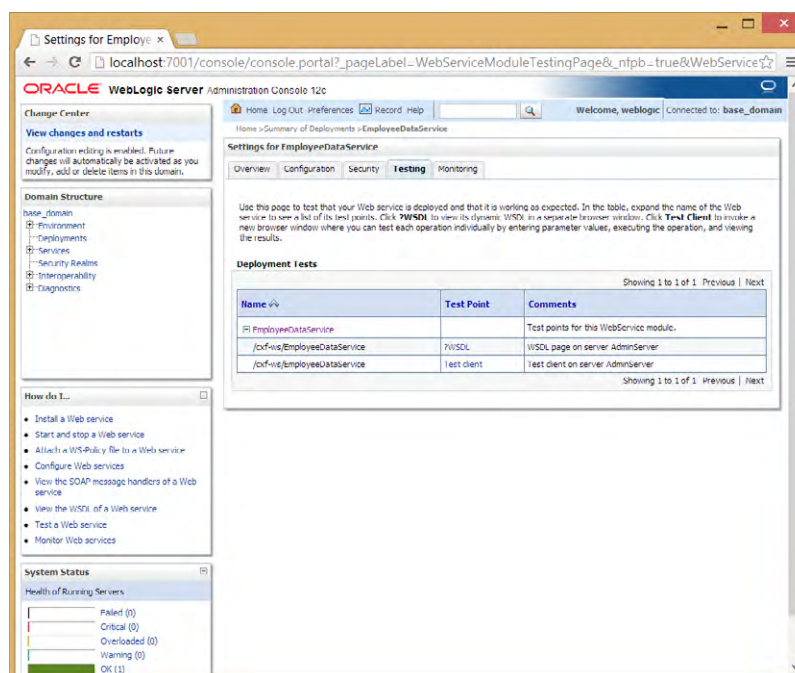 Settings for Employe ×
localhost:7001/console/console.portal?_pageLabel=WebServiceModuleTestingPage&_nfpb=true&WebService
ORACLE WebLogic Server Administration Console 12c
Change Center
View changes and restarts
Configuration editing is enabled. Future
changes will automatically be activated as you
modify, add or delete items in this domain.
Domain Structure
base_domain
Environment
Deployments
Services
Security Realms
Interoperability
Diagnostics
How do I...
Install a Web service
Start and stop a Web service
Attach a WS-Policy file to a Web service
Configure Web services
View the SOAP message handlers of a Web
service
View the WSDL of a Web service
Test a Web service
Monitor Web services
System Status
Health of Running Servers
Failed (0)
Critical (0)
Overloaded (0)
Warning (0)
OK (1)
Home Log Out Preferences Record Help
Welcome, weblogic Connected to: base_domain
Home >Summary of Deployments >EmployeeDataService
Settings for EmployeeDataService
Overview Configuration Security Testing Monitoring
Use this page to test that your Web service is deployed and that it is working as expected. In the table, expand the name of the Web
service to see a list of its test points. Click ?WSDL to view its dynamic WSDL in a separate browser window. Click Test Client to invoke a
new browser window where you can test each operation individually by entering parameter values, executing the operation, and viewing
the results.
Deployment Tests
Showing 1 to 1 of 1 Previous | Next
Name Test Point Comments
EmployeeDataService Test points for this WebService module.
/cxf-ws/EmployeeDataService ?WSDL WSDL page on server AdminServer
/cxf-ws/EmployeeDataService Test client Test client on server AdminServer
Showing 1 to 1 of 1 Previous | Next